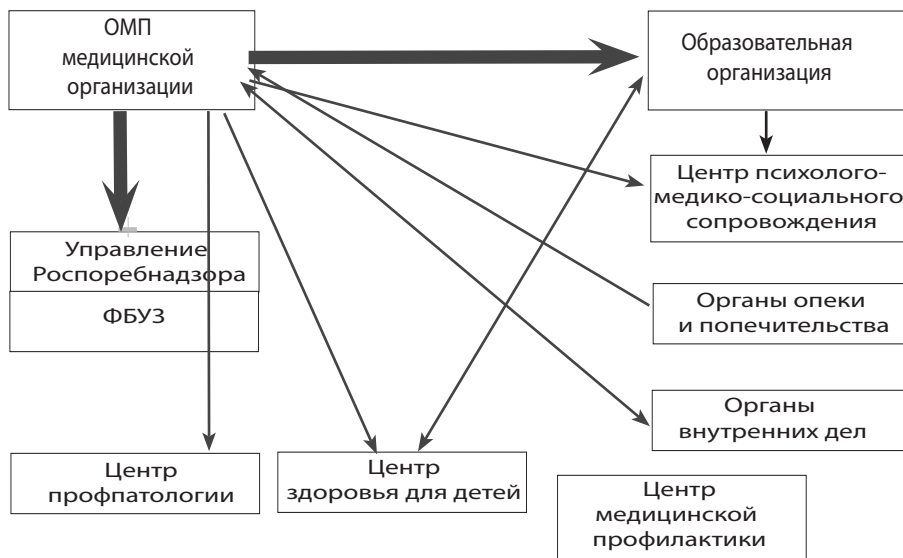 ОМП
медицинской
организации
Образовательная
организация
Центр психолого-
медико-социального
сопровождения
Управление
Роспоребнадзора
ФБУЗ
Органы опеки
и попечительства
Органы
внутренних дел
Центр
профпатологии
Центр
здоровья для детей
Центр
медицинской
профилактики